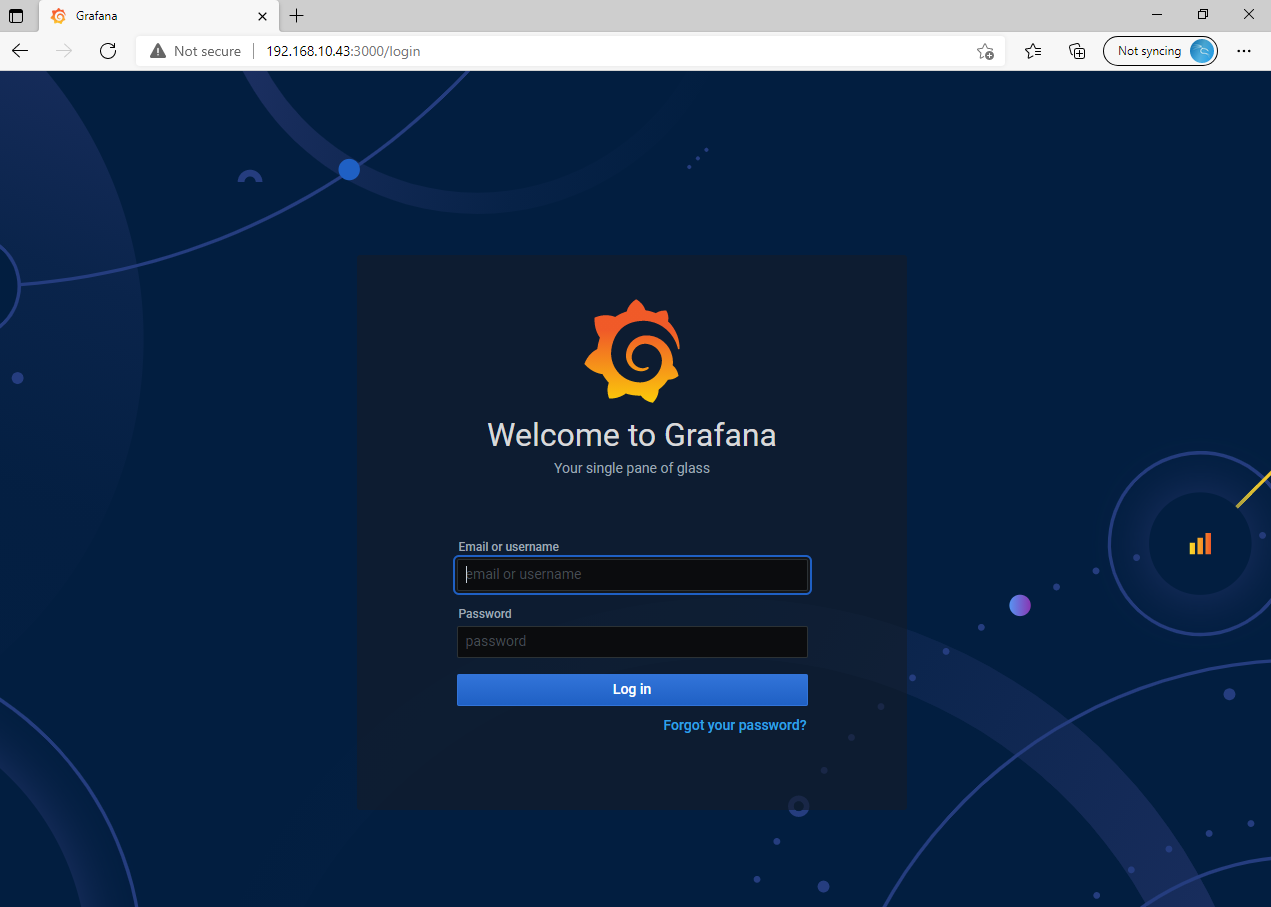 Grafana
Not secure
192.168.10.43:3000/login
Not syncing
Welcome to Grafana
Your single pane of glass
Email or username
email or username
Password
password
Log in
Forgot your password?